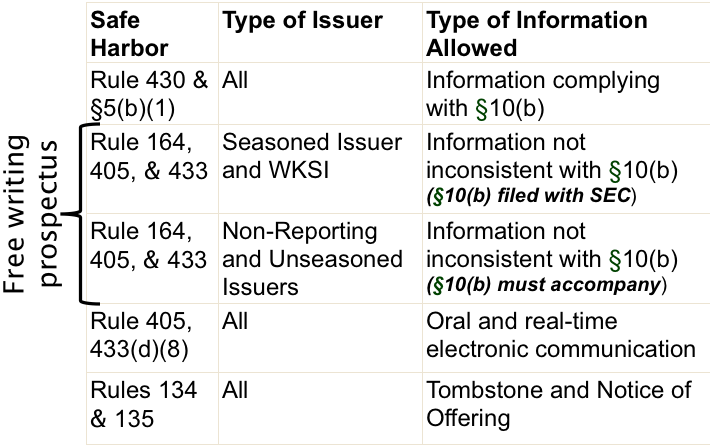 Safe Harbor
Type of Issuer
Type of Information Allowed
Rule 430 &
§5(b)(1)
All
Information complying
with §10(b)
Free writing
prospectus
Rule 164,
405, & 433
Seasoned Issuer
and WKSI
Information not
inconsistent with §10(b)
(§10(b) filed with SEC)
Rule 164,
405, & 433
Non-Reporting
and Unseasoned
Issuers
Information not
inconsistent with §10(b)
(§10(b) must accompany)
Rule 405,
433(d)(8)
All
Oral and real-time
electronic communication
Rules 134
& 135
All
Tombstone and Notice of
Offering